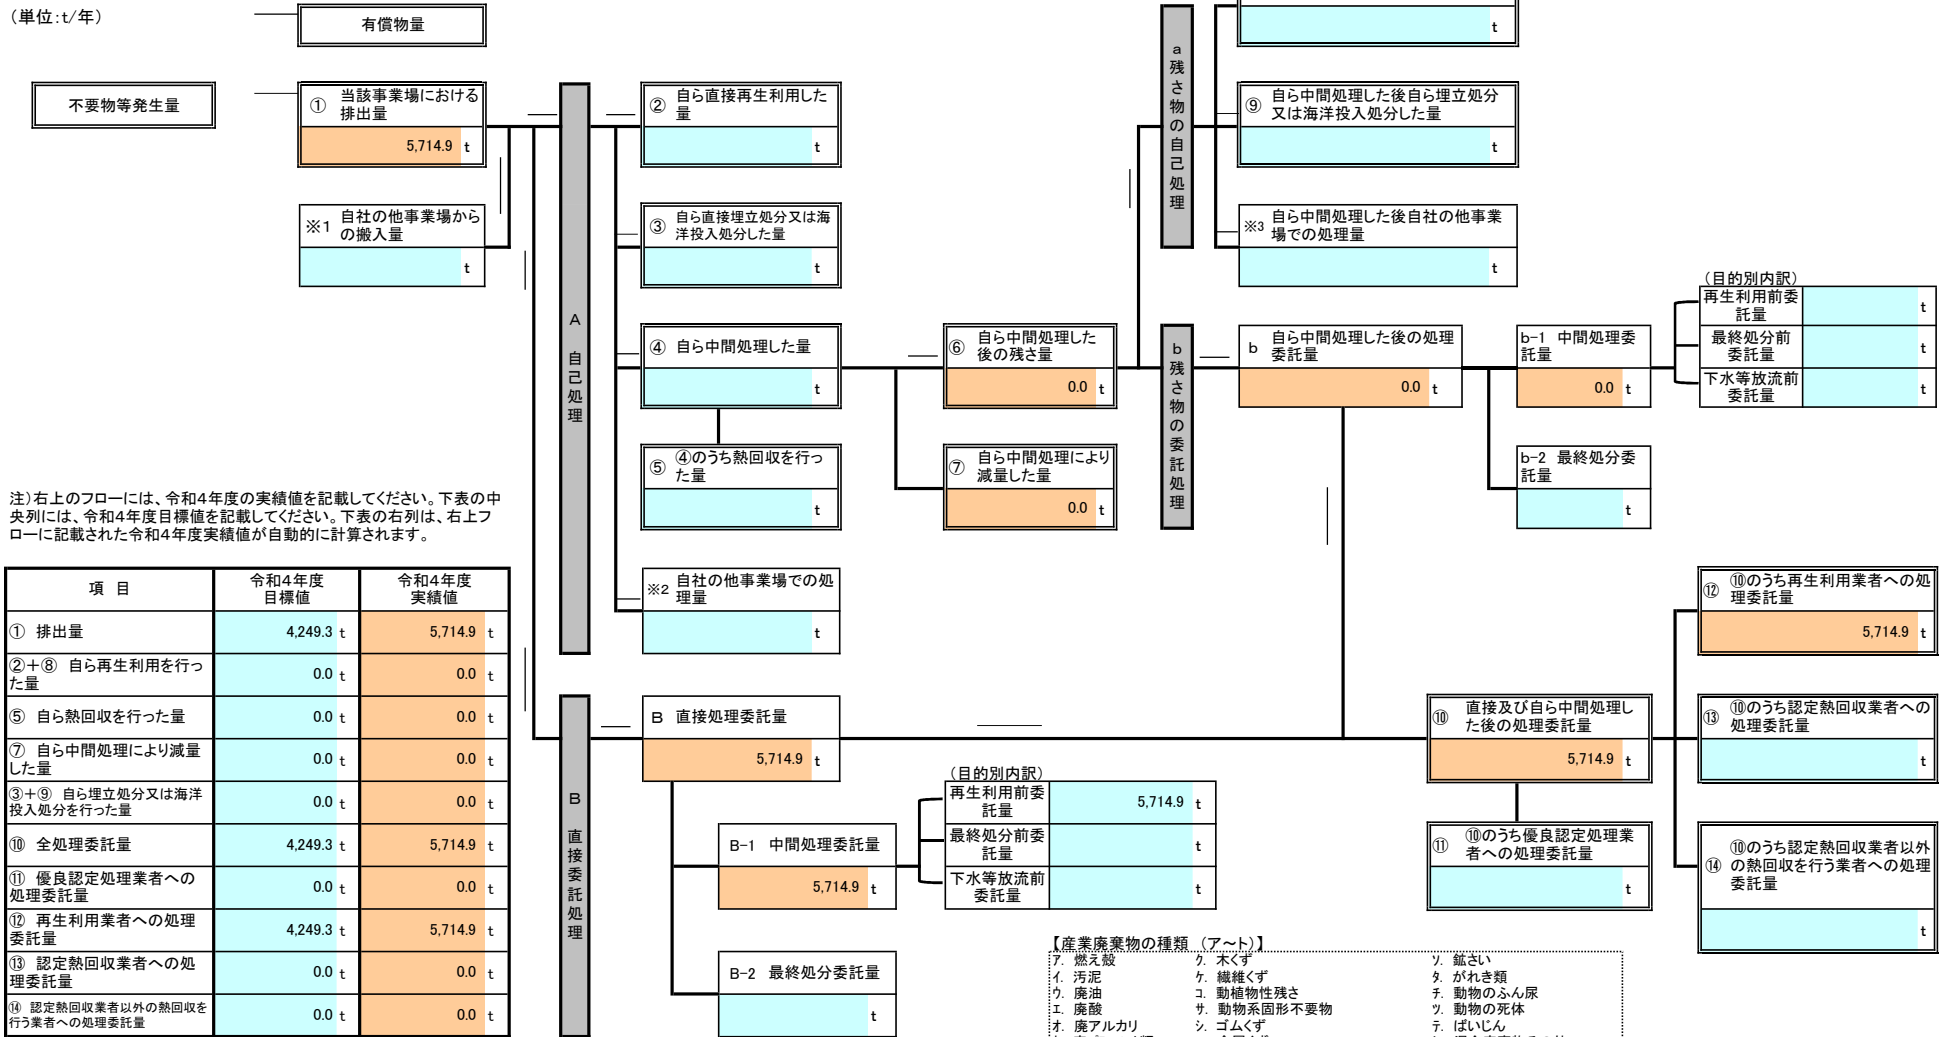 (単位:t/年)
有償物量
t
不要物等発生量
① 当該事業場における
排出量
5,714.9 t
※1 自社の他事業場から
の搬入量
t
A 自己処理
② 自ら直接再生利用した
量
t
③ 自ら直接埋立処分又は海
洋投入処分した量
t
④ 自ら中間処理した量
t
⑤ ④のうち熱回収を行っ
た量
t
※2 自社の他事業場での処
理量
t
⑥ 自ら中間処理した
後の残さ量
0.0 t
⑦ 自ら中間処理により
減量した量
0.0 t
a 残さ物の自己処理
⑨ 自ら中間処理した後自ら埋立処分
又は海洋投入処分した量
t
※3 自ら中間処理した後自社の他事業
場での処理量
t
b 残さ物の委託処理
b 自ら中間処理した後の処理
委託量
0.0 t
b-1 中間処理委
託量
0.0 t
b-2 最終処分委
託量
t
(目的別内訳)
再生利用前委
託量
t
最終処分前
委託量
t
下水等放流前
委託量
t
注)右上のフローには、令和4年度の実績値を記載してください。下表の中
央列には、令和4年度目標値を記載してください。下表の右列は、右上フ
ローに記載された令和4年度実績値が自動的に計算されます。
項 目 令和4年度
目標値 令和4年度
実績値
① 排出量 4,249.3 t 5,714.9 t
②+⑧ 自ら再生利用を行っ
た量 0.0 t 0.0 t
⑤ 自ら熱回収を行った量 0.0 t 0.0 t
⑦ 自ら中間処理により減量
した量 0.0 t 0.0 t
③+⑨ 自ら埋立処分又は海洋
投入処分を行った量 0.0 t 0.0 t
⑩ 全処理委託量 4,249.3 t 5,714.9 t
⑪ 優良認定処理業者への
処理委託量 0.0 t 0.0 t
⑫ 再生利用業者への処理
委託量 4,249.3 t 5,714.9 t
⑬ 認定熱回収業者への処
理委託量 0.0 t 0.0 t
⑭ 認定熱回収業者以外の熱回収を
行う業者への処理委託量 0.0 t 0.0 t
B 直接委託処理
B 直接処理委託量
5,714.9 t
B-1 中間処理委託量
5,714.9 t
B-2 最終処分委託量
t
(目的別内訳)
再生利用前委
託量
5,714.9 t
最終処分前委
託量
t
下水等放流前
委託量
t
⑩ 直接及び自ら中間処理し
た後の処理委託量
5,714.9 t
⑪ ⑩のうち優良認定処理業
者への処理委託量
t
⑫ ⑩のうち再生利用業者への処
理委託量
5,714.9 t
⑬ ⑩のうち認定熱回収業者への
処理委託量
t
⑭ ⑩のうち認定熱回収業者以外
の熱回収を行う業者への処理
委託量
t
【産業廃棄物の種類 (ア~ト)】
ア. 燃え殻 ク. 木くず ソ. 鉱さい
イ. 汚泥 ケ. 繊維くず タ. がれき類
ウ. 廃油 コ. 動植物性残さ チ. 動物のふん尿
エ. 廃酸 サ. 動物系固形不要物 ツ. 動物の死体
オ. 廃アルカリ シ. ゴムくず テ. ばいじん